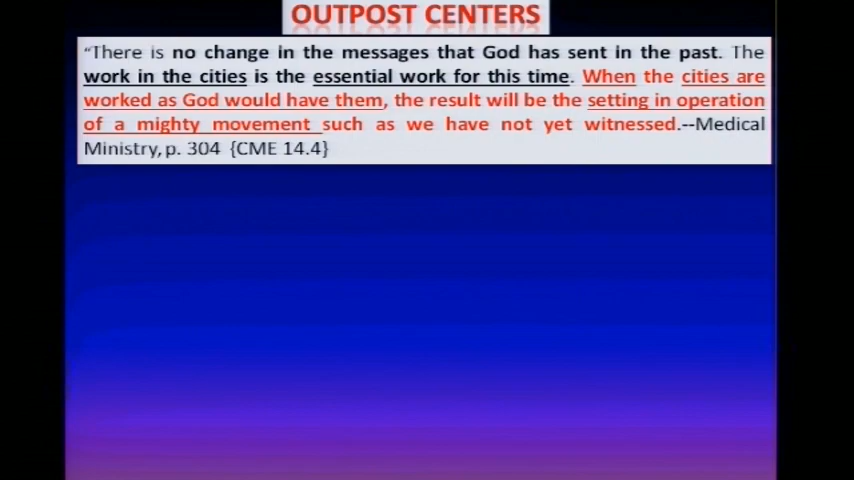 OUTPOST CENTERS
“There is no change in the messages that God has sent in the past. The
work in the cities is the essential work for this time. When the cities are
worked as God would have them, the result will be the setting in operation
of a mighty movement such as we have not yet witnessed.--Medical
Ministry, p. 304 {CME 14.4}